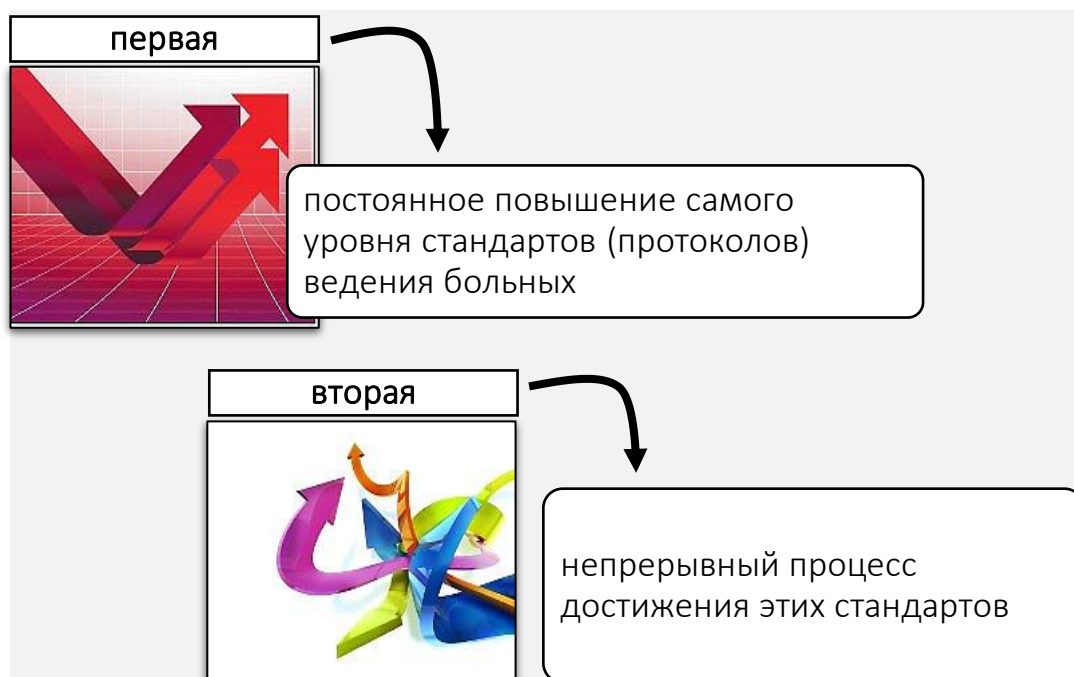 первая
постоянное повышение самого
уровня стандартов (протоколов)
ведения больных
вторая
непрерывный процесс
достижения этих стандартов